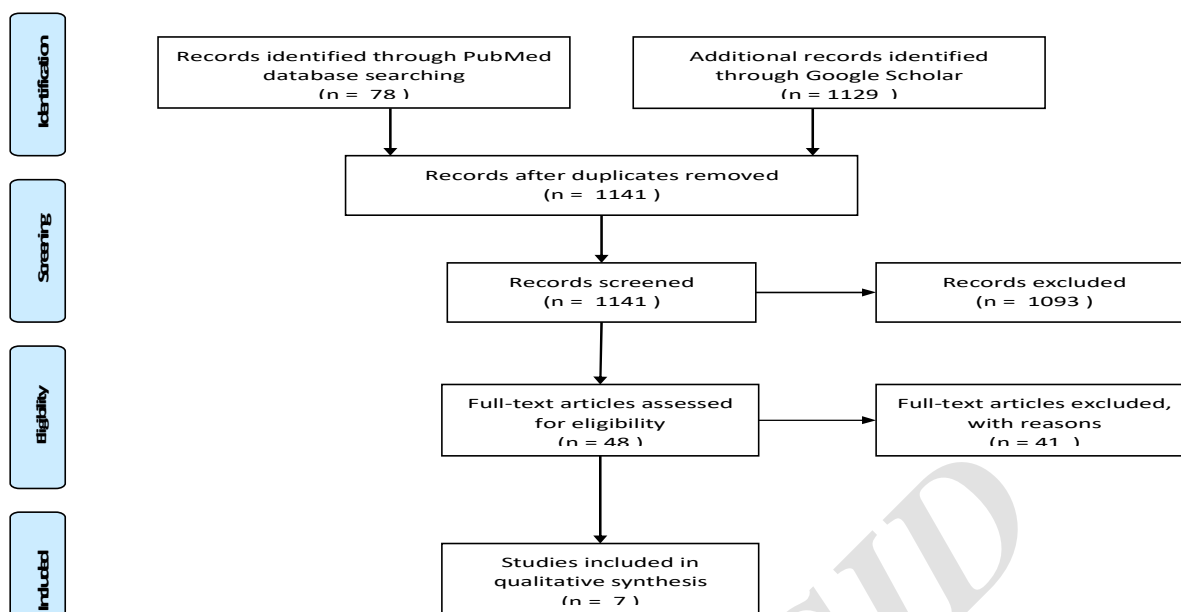 Identification
Records identified through PubMed
database searching
(n = 78 )
Additional records identified
through Google Scholar
(n = 1129 )
Records after duplicates removed
(n = 1141 )
Screening
Records screened
(n = 1141 )
Records excluded
(n = 1093 )
Eligibility
Full-text articles assessed
for eligibility
(n = 48 )
Full-text articles excluded,
with reasons
(n = 41 )
Included
Studies included in
qualitative synthesis
(n = 7 )
SID